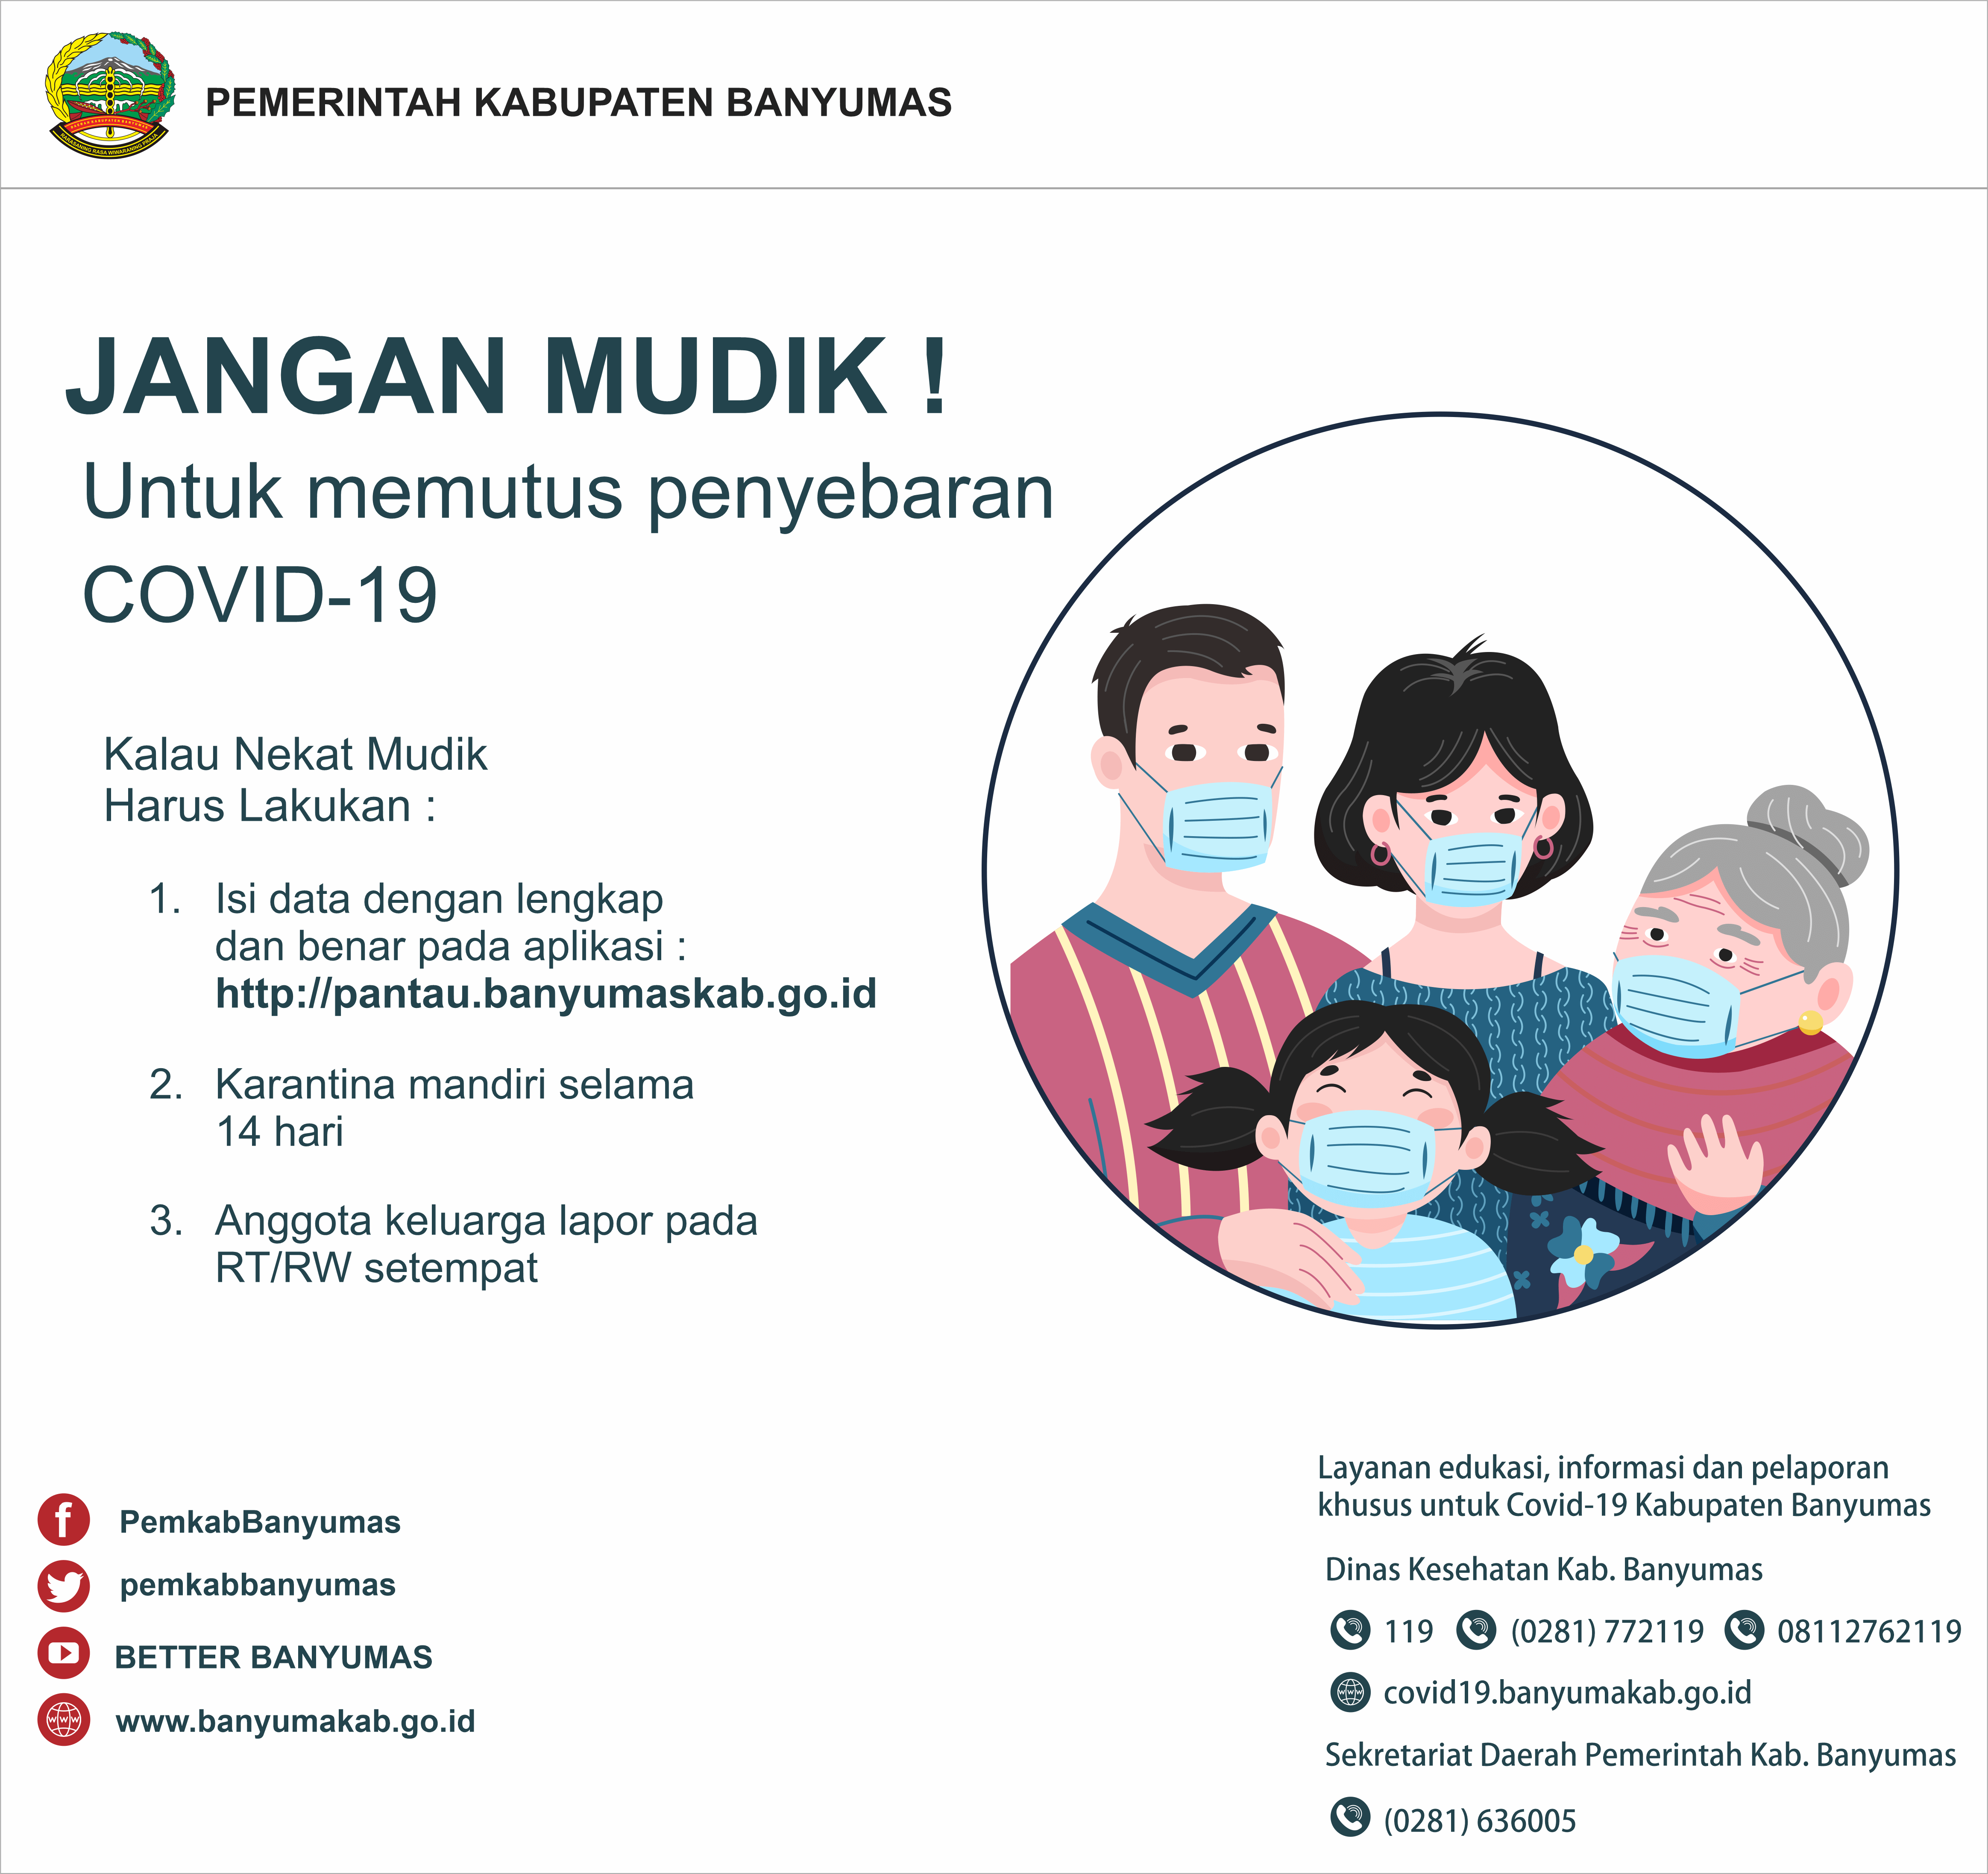 PEMERINTAH KABUPATEN BANYUMAS
JANGAN MUDIK !
Untuk memutus penyebaran
COVID-19
Kalau Nekat Mudik
Harus Lakukan :
1. Isi data dengan lengkap
dan benar pada aplikasi :
http://pantau.banyumaskab.go.id
2. Karantina mandiri selama
14 hari
3. Anggota keluarga lapor pada
RT/RW setempat
f PemkabBanyumas
pemkabbanyumas
BETTER BANYUMAS
www www.banyumakab.go.id
Layanan edukasi, informasi dan pelaporan
khusus untuk Covid-19 Kabupaten Banyumas
Dinas Kesehatan Kab. Banyumas
119 (0281) 772119 08112762119
www covid19.banyumakab.go.id
Sekretariat Daerah Pemerintah Kab. Banyumas
(0281) 636005